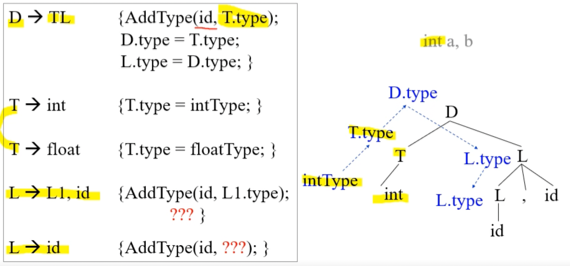 D → TL {AddType(id, T.type);
D.type = T.type;
L.type = D.type; }
T → int {T.type = intType; }
T → float {T.type = floatType; }
L → L1, id {AddType(id, L1.type);
??? }
L → id {AddType(id, ???); }
int a, b
D.type
D
T.type
T
L.type L
intType
int
L.type L , id
id